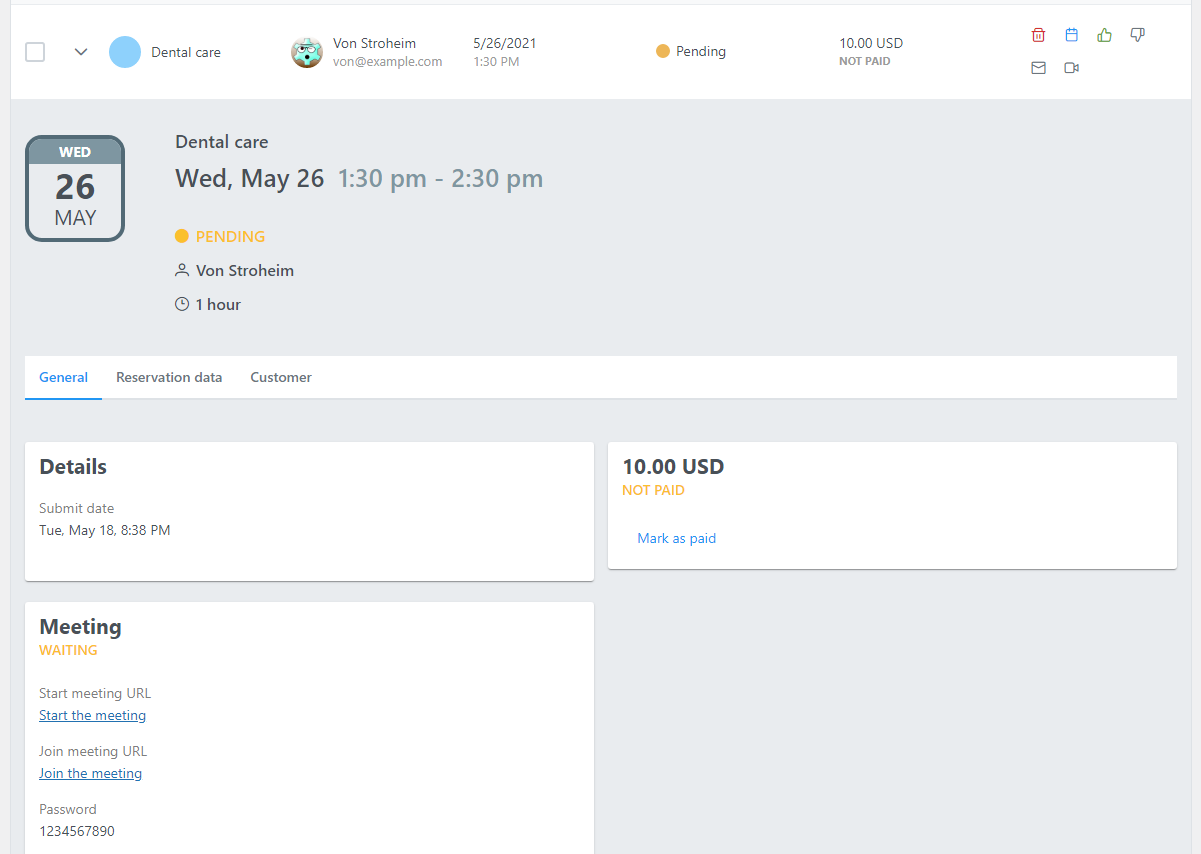 Dental care
Von Stroheim
von@example.com
5/26/2021
1:30 PM
Pending
10.00 USD
NOT PAID
WED
26
MAY
Dental care
Wed, May 26 1:30 pm - 2:30 pm
PENDING
Von Stroheim
1 hour
General Reservation data Customer
Details
Submit date
Tue, May 18, 8:38 PM
10.00 USD
NOT PAID
Mark as paid
Meeting
WAITING
Start meeting URL
Start the meeting
Join meeting URL
Join the meeting
Password
1234567890